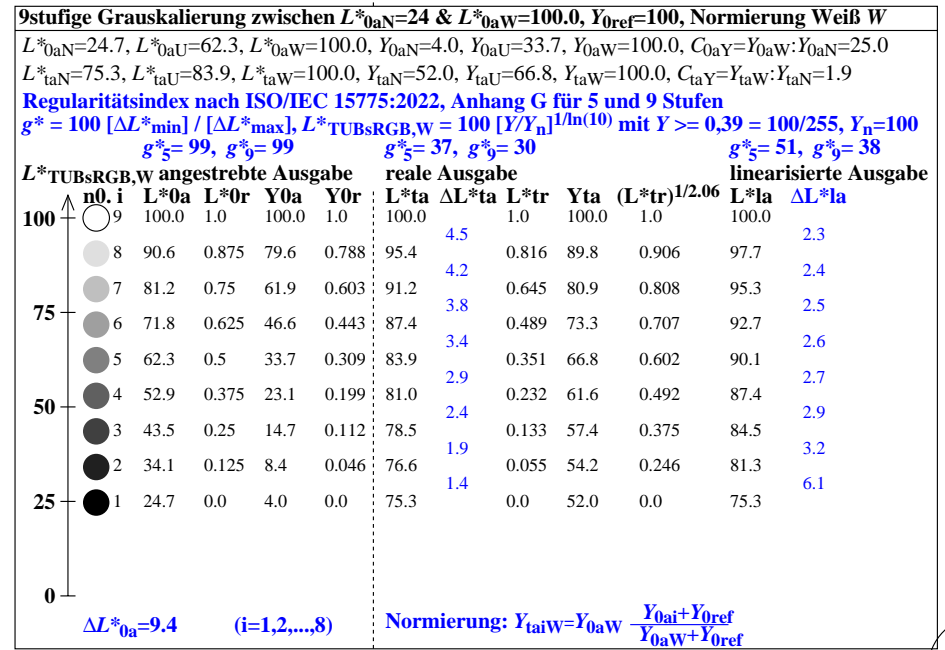 9stufige Grauskalierung zwischen L*0aN=24 & L*0aW=100.0, Y0ref=100, Normierung Weiß W
L*0aN=24.7, L*0aU=62.3, L*0aW=100.0, Y0aN=4.0, Y0aU=33.7, Y0aW=100.0, C0aY=Y0aW:Y0aN=25.0
L*taN=75.3, L*taU=83.9, L*taW=100.0, YtaN=52.0, YtaU=66.8, YtaW=100.0, CtaY=YtaW:YtaN=1.9
Regularitätsindex nach ISO/IEC 15775:2022, Anhang G für 5 und 9 Stufen
g* = 100 [ΔL*min] / [ΔL*max], L*TUBsRGB,W = 100 [Y/Yn]1/ln(10) mit Y >= 0,39 = 100/255, Yn=100
g*5= 99, g*9= 99 g*5= 37, g*9= 30 g*5= 51, g*9= 38
L*TUBsRGB,W angestrebte Ausgabe reale Ausgabe linearisierte Ausgabe
n0. i L*0a L*0r Y0a Y0r L*ta ΔL*ta L*tr Yta (L*tr)1/2.06 L*la ΔL*la
100 9 100.0 1.0 100.0 1.0 100.0 1.0 100.0 1.0 100.0
4.5 2.3
8 90.6 0.875 79.6 0.788 95.4 0.816 89.8 0.906 97.7
4.2 2.4
7 81.2 0.75 61.9 0.603 91.2 0.645 80.9 0.808 95.3
75 3.8 2.5
6 71.8 0.625 46.6 0.443 87.4 0.489 73.3 0.707 92.7
3.4 2.6
5 62.3 0.5 33.7 0.309 83.9 0.351 66.8 0.602 90.1
2.9 2.7
4 52.9 0.375 23.1 0.199 81.0 0.232 61.6 0.492 87.4
50 2.4 2.9
3 43.5 0.25 14.7 0.112 78.5 0.133 57.4 0.375 84.5
1.9 3.2
2 34.1 0.125 8.4 0.046 76.6 0.055 54.2 0.246 81.3
1.4 6.1
25 1 24.7 0.0 4.0 0.0 75.3 0.0 52.0 0.0 75.3
0
ΔL*0a=9.4 (i=1,2,...,8) Normierung: YtaiW=Y0aW Y0ai+Y0ref
Y0aW+Y0ref